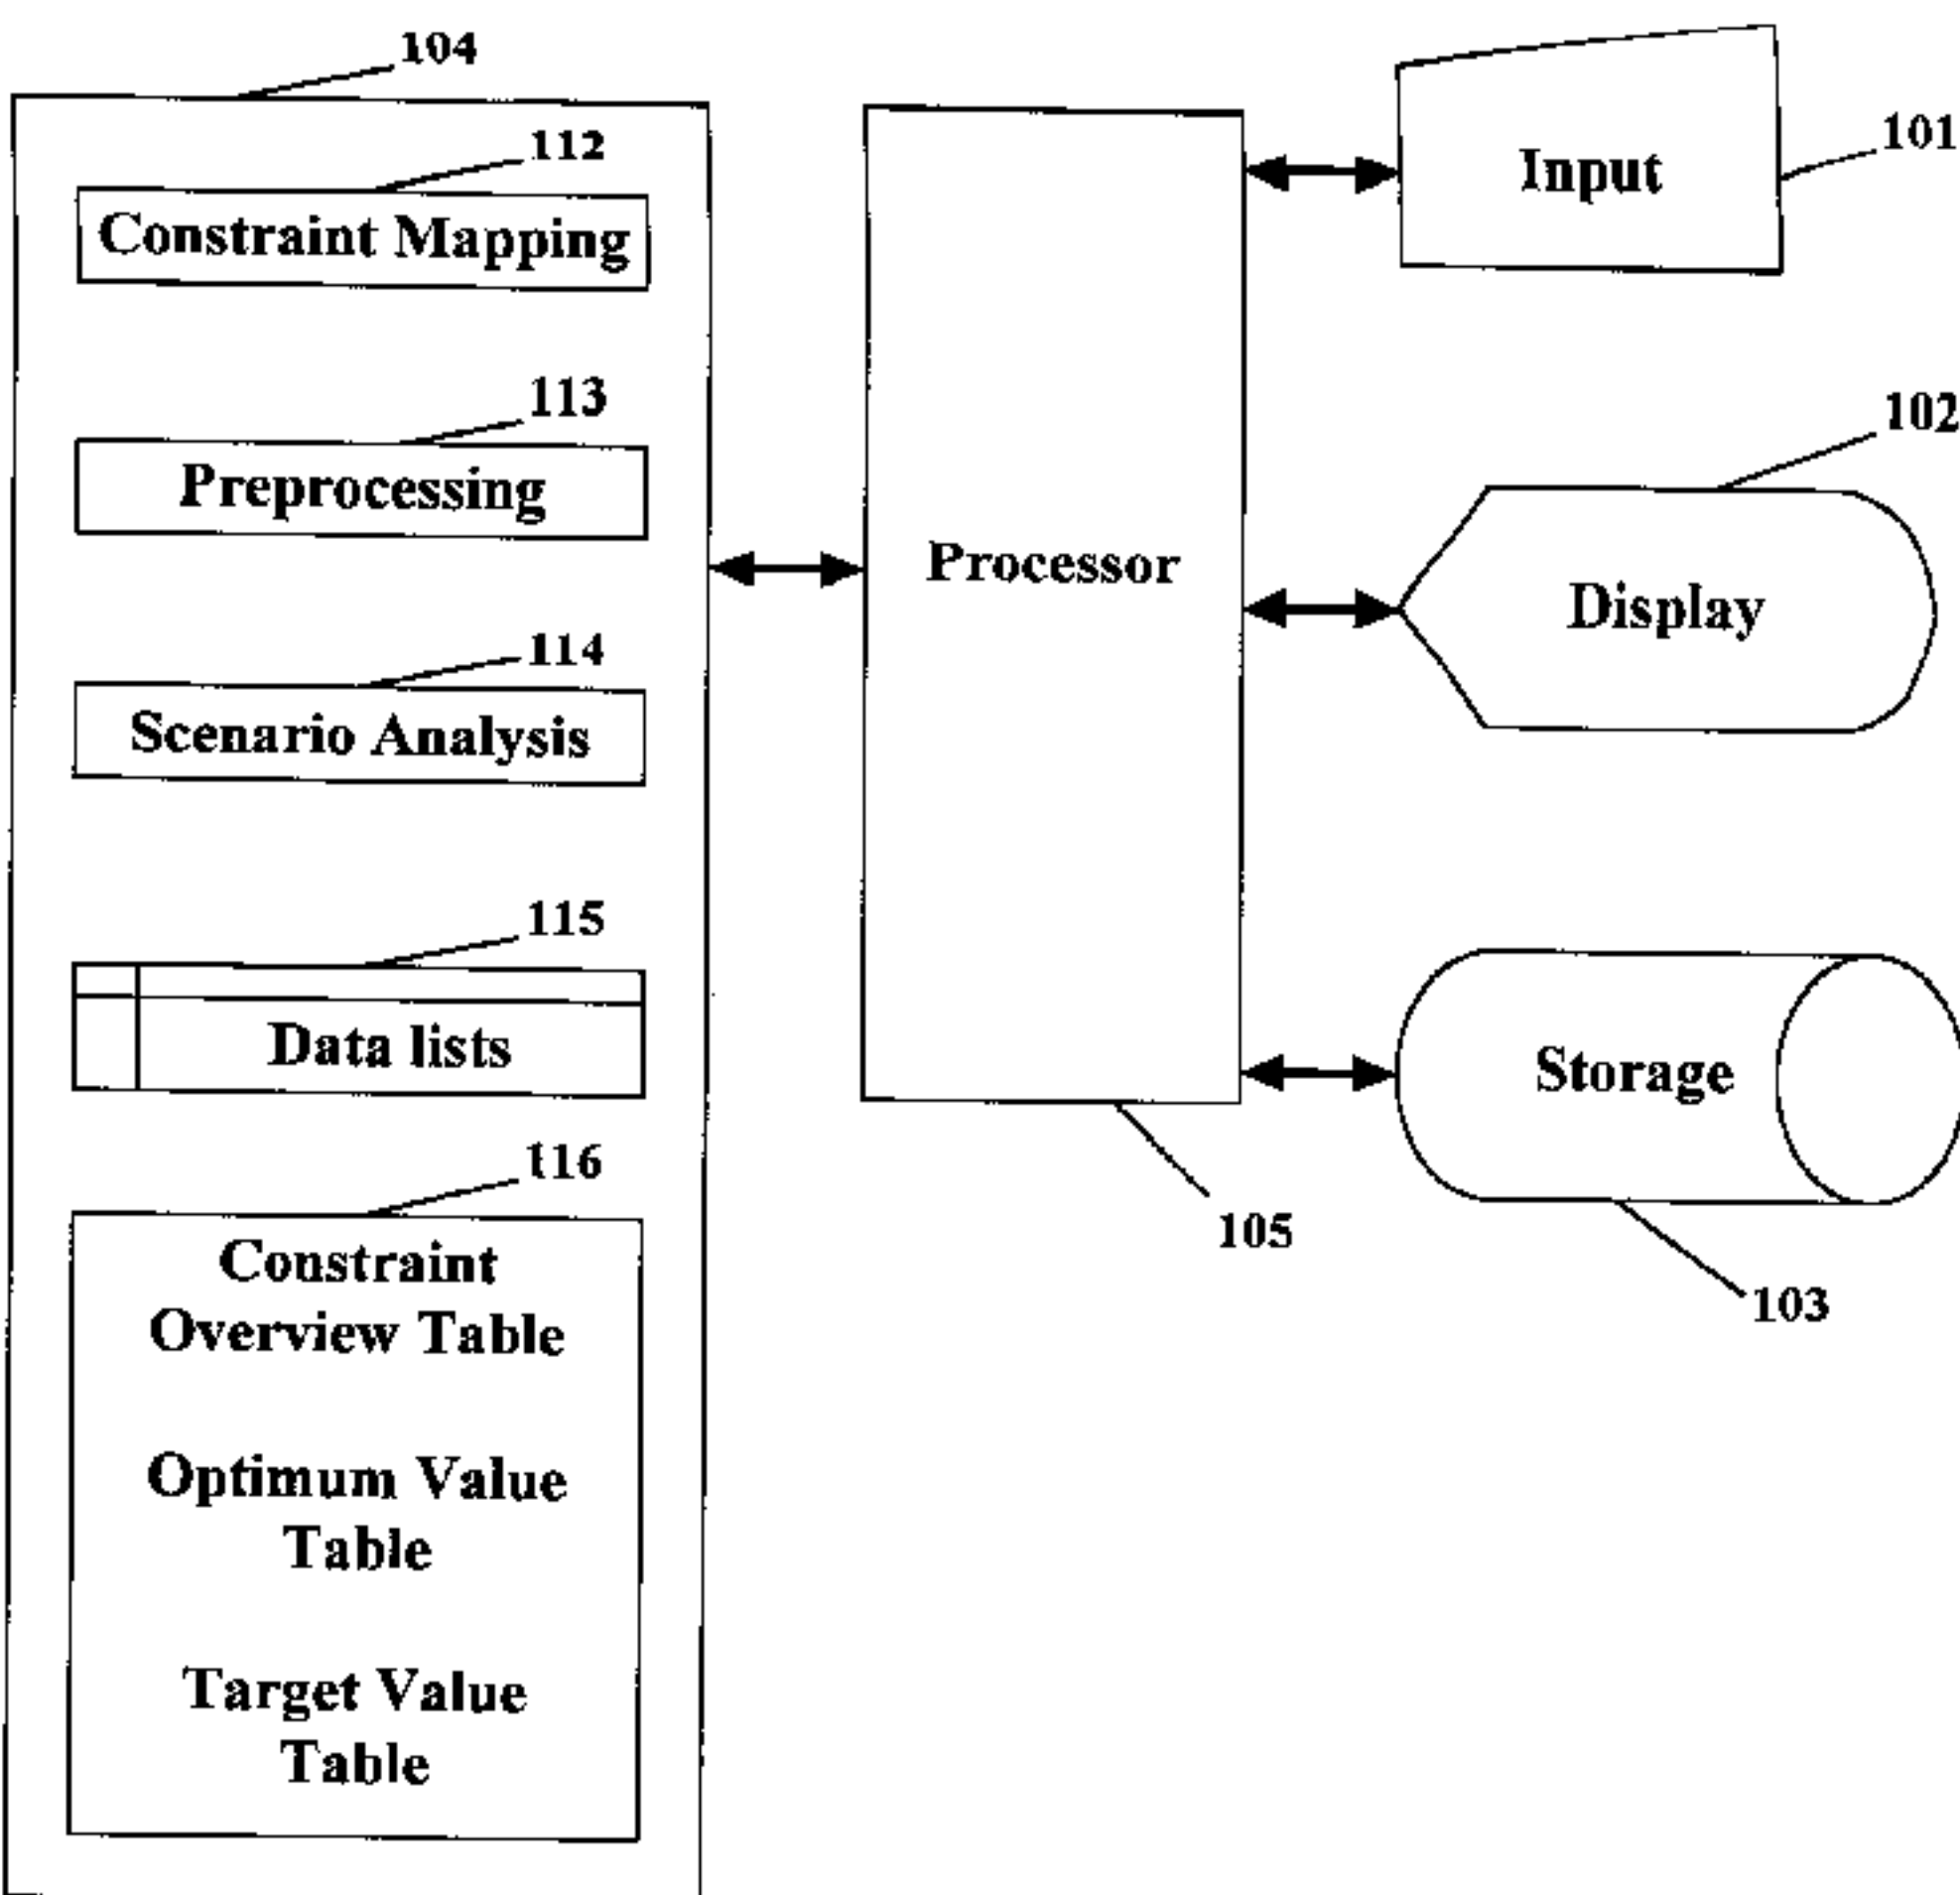 104
112
Constraint Mapping
113
Preprocessing
114
Scenario Analysis
115
Data lists
116
Constraint
Overview Table
Optimum Value
Table
Target Value
Table
Processor
105
Input
101
102
Display
Storage
103